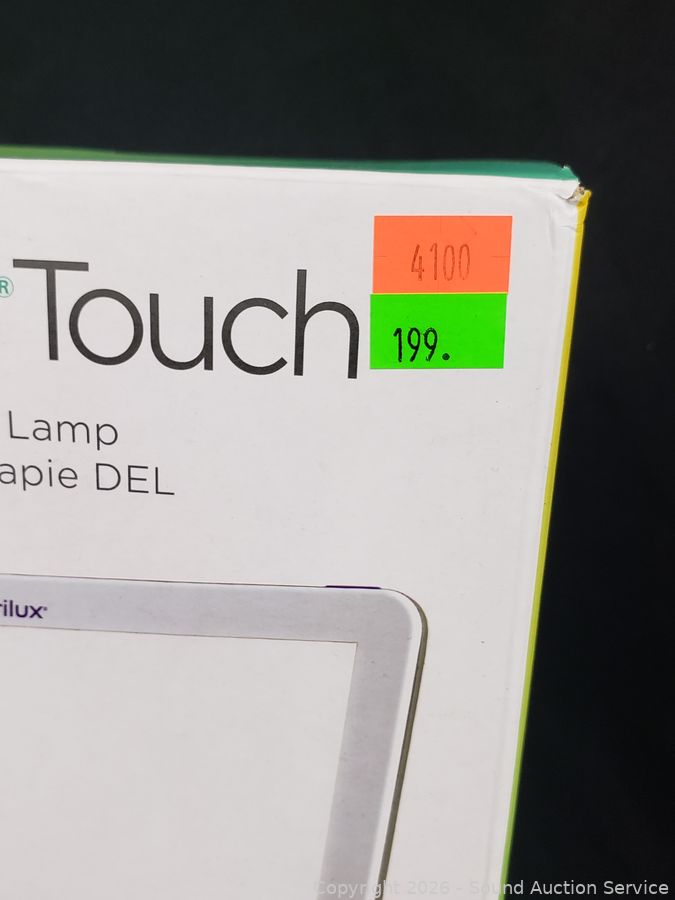 4100
® Touch
199.
Lamp
apie DEL
rilux®
Copyright 2026 - Sound Auction Service